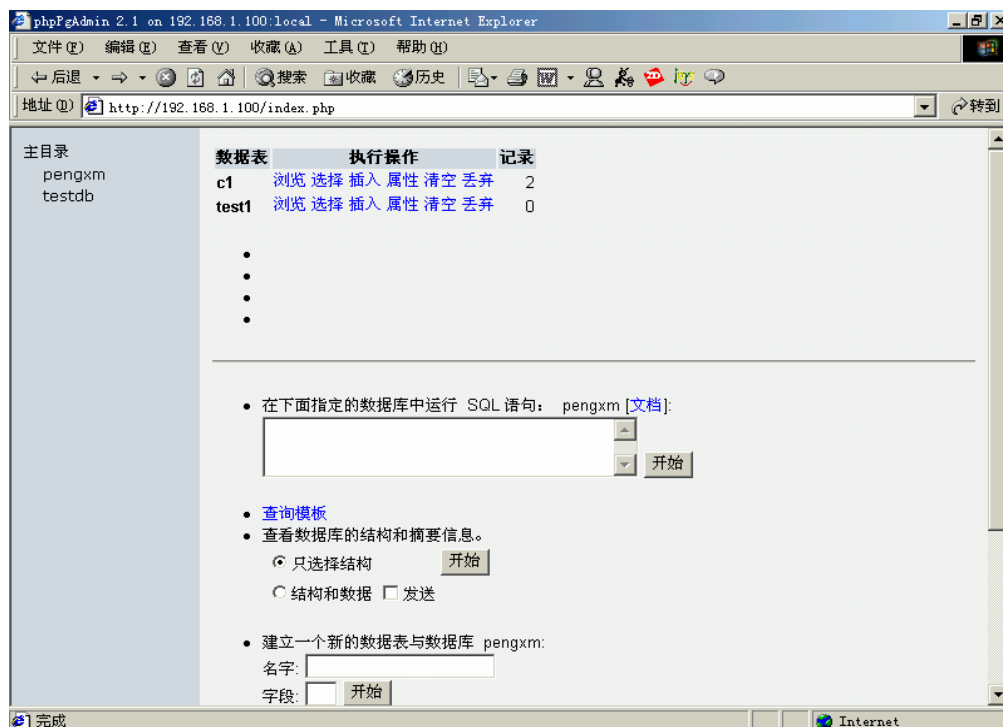 phpPgAdmin 2.1 on 192.168.1.100:local - Microsoft Internet Explorer
文件(F) 编辑(E) 查看(V) 收藏(A) 工具(T) 帮助(H)
后退 搜索 收藏 历史
地址(D) http://192.168.1.100/index.php 转到
主目录
pengxm
testdb
数据表 执行操作 记录
c1 浏览 选择 插入 属性 清空 丢弃 2
test1 浏览 选择 插入 属性 清空 丢弃 0
在下面指定的数据库中运行 SQL 语句： pengxm [文档]:
开始
查询模板
查看数据库的结构和摘要信息。
只选择结构 开始
结构和数据 发送
建立一个新的数据表与数据库 pengxm:
名字:
字段: 开始
完成 Internet